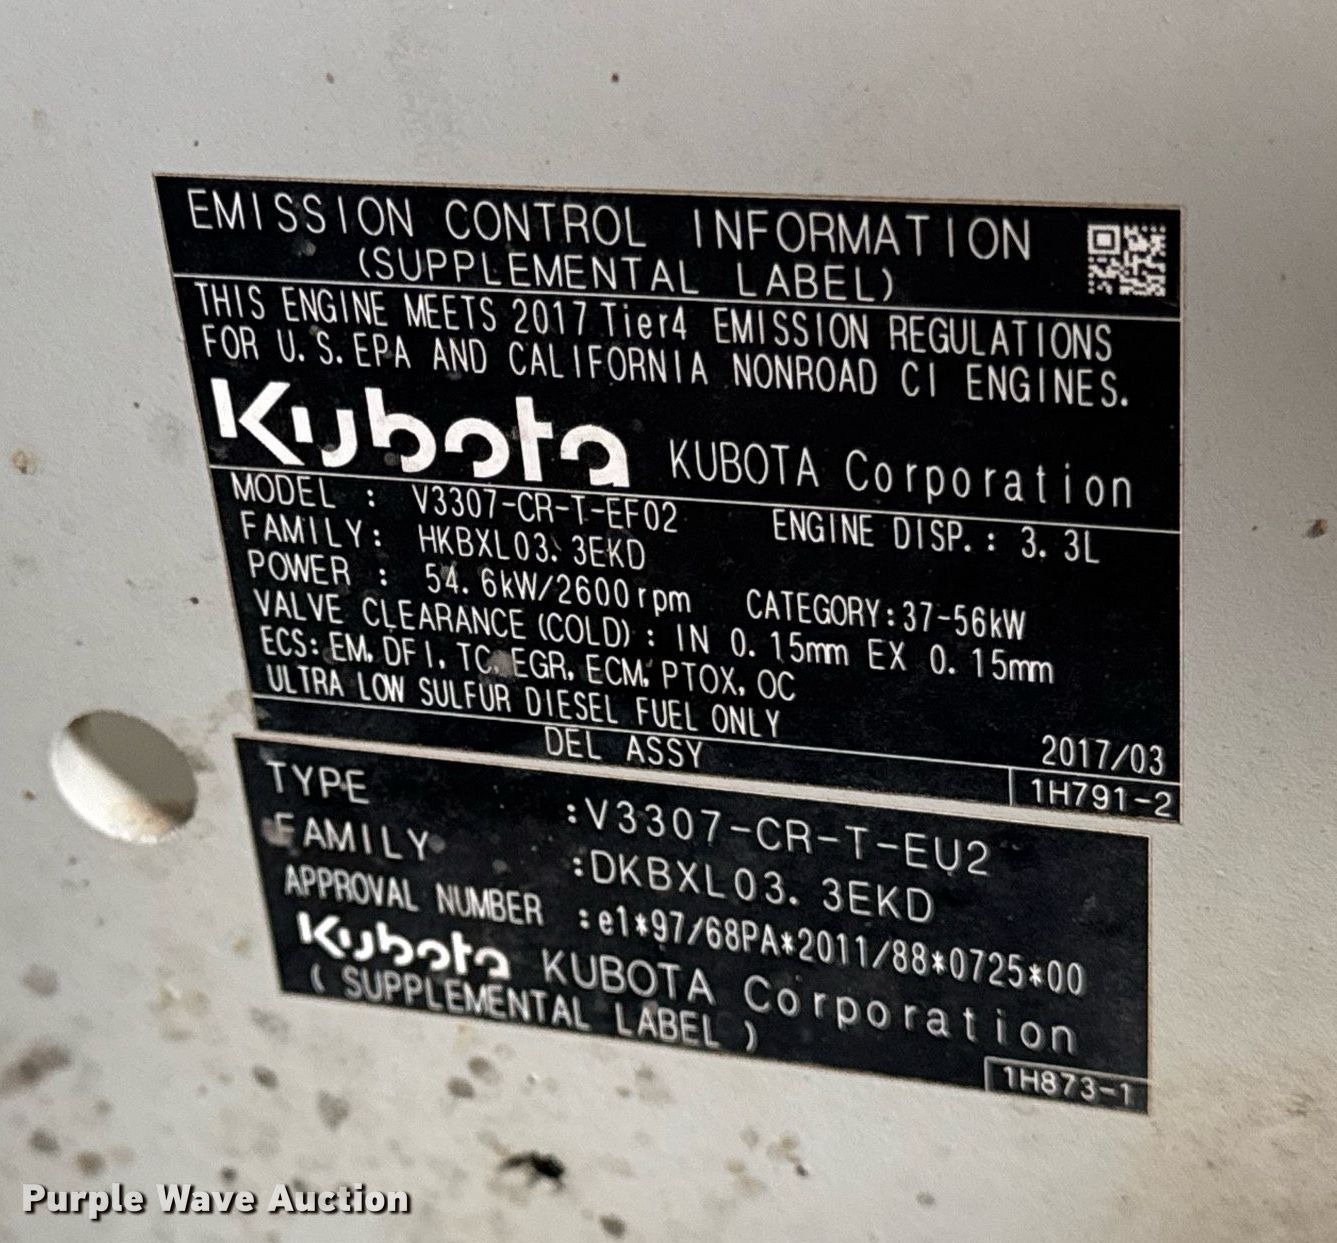 EMISSION CONTROL INFORMATION
(SUPPLEMENTAL LABEL)
THIS ENGINE MEETS 2017 Tier4 EMISSION REGULATIONS
FOR U.S.EPA AND CALIFORNIA NONROAD CI ENGINES.
Kubota KUBOTA Corporation
MODEL : V3307-CR-T-EF02 ENGINE DISP.: 3.3L
FAMILY: HKBXL03.3EKD
POWER : 54.6kW/2600rpm CATEGORY:37-56kW
VALVE CLEARANCE(COLD): IN 0.15mm EX 0.15mm
ECS: EM, DFI, TC, EGR, ECM, PTOX, OC
ULTRA LOW SULFUR DIESEL FUEL ONLY
2017/03
DEL ASSY
1H791-2
TYPE :V3307-CR-T-EU2
FAMILY :DKBXL03.3EKD
APPROVAL NUMBER :e1*97/68PA*2011/88*0725*00
Kubota KUBOTA Corporation
( SUPPLEMENTAL LABEL )
1H873-1
Purple Wave Auction